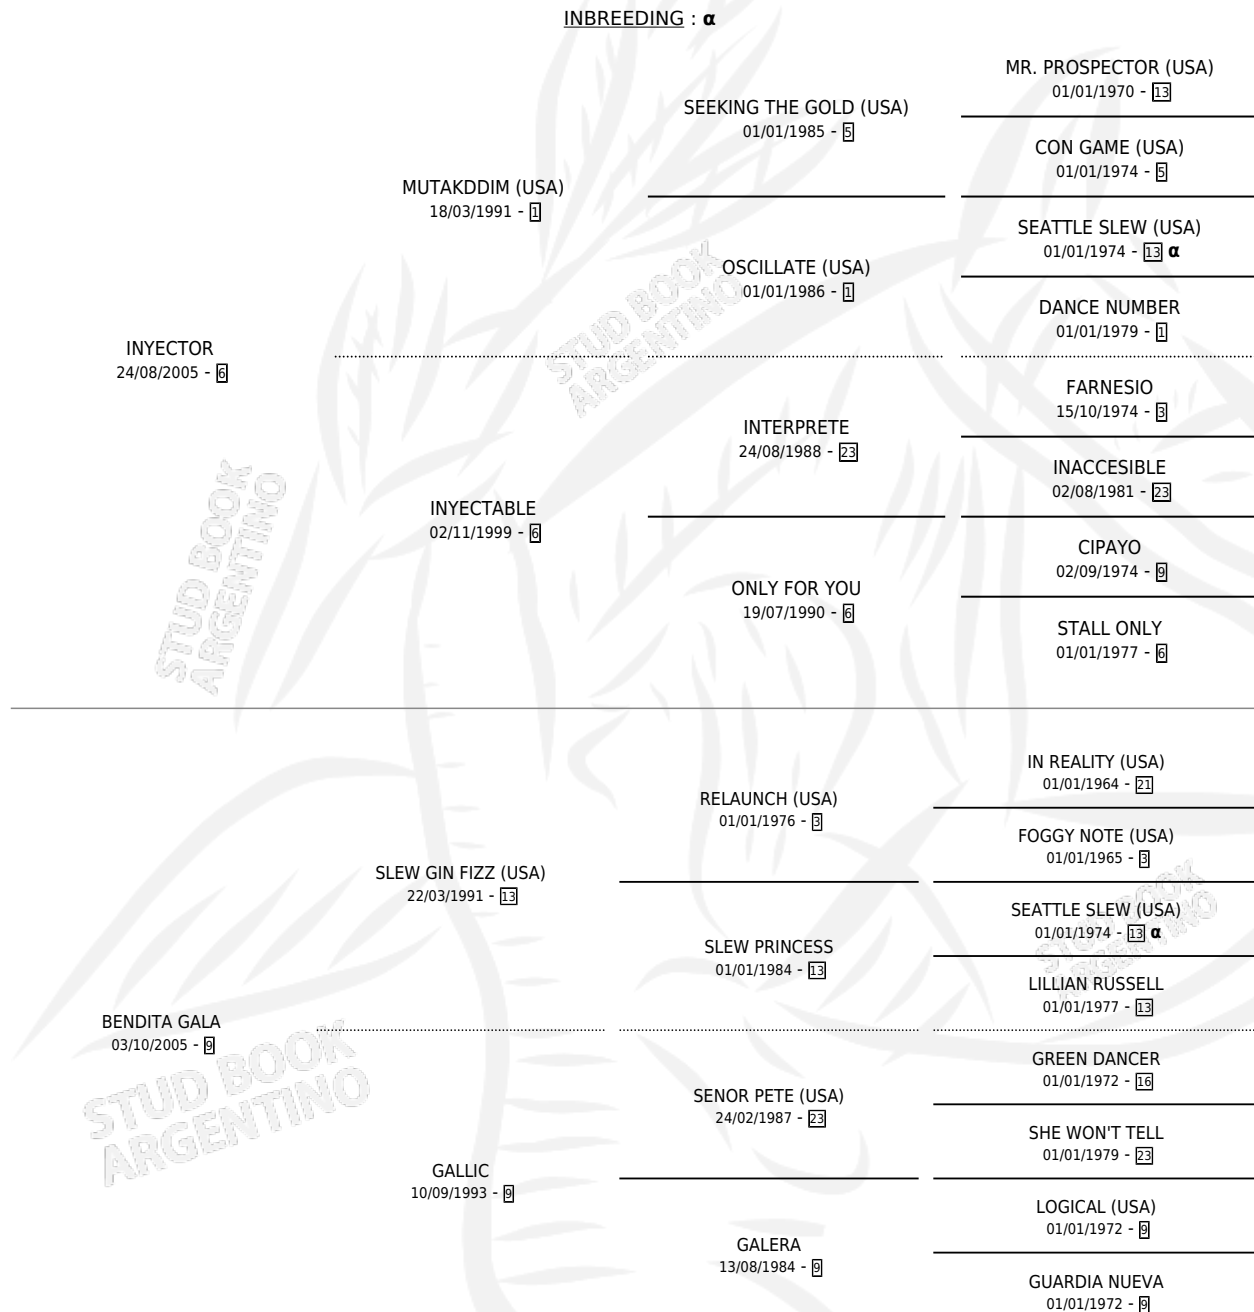 INBREEDING : α
MR. PROSPECTOR (USA)
01/01/1970 - 13
SEEKING THE GOLD (USA)
01/01/1985 - 5
CON GAME (USA)
01/01/1974 - 5
MUTAKDDIM (USA)
18/03/1991 - 1
SEATTLE SLEW (USA)
01/01/1974 - 13 α
OSCILLATE (USA)
01/01/1986 - 1
DANCE NUMBER
01/01/1979 - 1
INYECTOR
24/08/2005 - 6
FARNESIO
15/10/1974 - 3
INTERPRETE
24/08/1988 - 23
INACCESIBLE
02/08/1981 - 23
INYECTABLE
02/11/1999 - 6
CIPAYO
02/09/1974 - 9
ONLY FOR YOU
19/07/1990 - 6
STALL ONLY
01/01/1977 - 6
IN REALITY (USA)
01/01/1964 - 21
RELAUNCH (USA)
01/01/1976 - 3
FOGGY NOTE (USA)
01/01/1965 - 3
SLEW GIN FIZZ (USA)
22/03/1991 - 13
SEATTLE SLEW (USA)
01/01/1974 - 13 α
SLEW PRINCESS
01/01/1984 - 13
LILLIAN RUSSELL
01/01/1977 - 13
BENDITA GALA
03/10/2005 - 9
GREEN DANCER
01/01/1972 - 16
SENOR PETE (USA)
24/02/1987 - 23
SHE WON'T TELL
01/01/1979 - 23
GALLIC
10/09/1993 - 9
LOGICAL (USA)
01/01/1972 - 9
GALERA
13/08/1984 - 9
GUARDIA NUEVA
01/01/1972 - 9
STUD BOOK
ARGENTINO
STUD BOOK
ARGENTINO
STUD BOOK
ARGENTINO
STUD BOOK
ARGENTINO